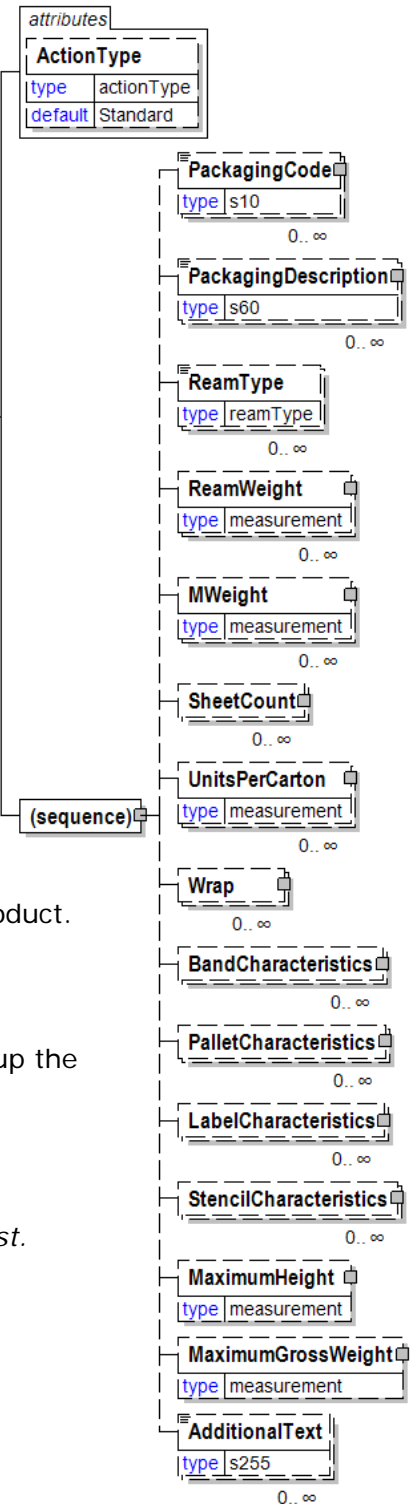 attributes
ActionType
type actionType
default Standard
PackagingCode
type s10
0.. ∞
PackagingDescription
type s60
0.. ∞
ReamType
type reamType
0.. ∞
ReamWeight
type measurement
0.. ∞
MWeight
type measurement
0.. ∞
SheetCount
0.. ∞
UnitsPerCarton
type measurement
0.. ∞
(sequence)
Wrap
0.. ∞
oduct.
BandCharacteristics
0.. ∞
PalletCharacteristics
up the
0.. ∞
LabelCharacteristics
0.. ∞
StencilCharacteristics
0.. ∞
st.
MaximumHeight
type measurement
MaximumGrossWeight
type measurement
AdditionalText
type s255
0.. ∞